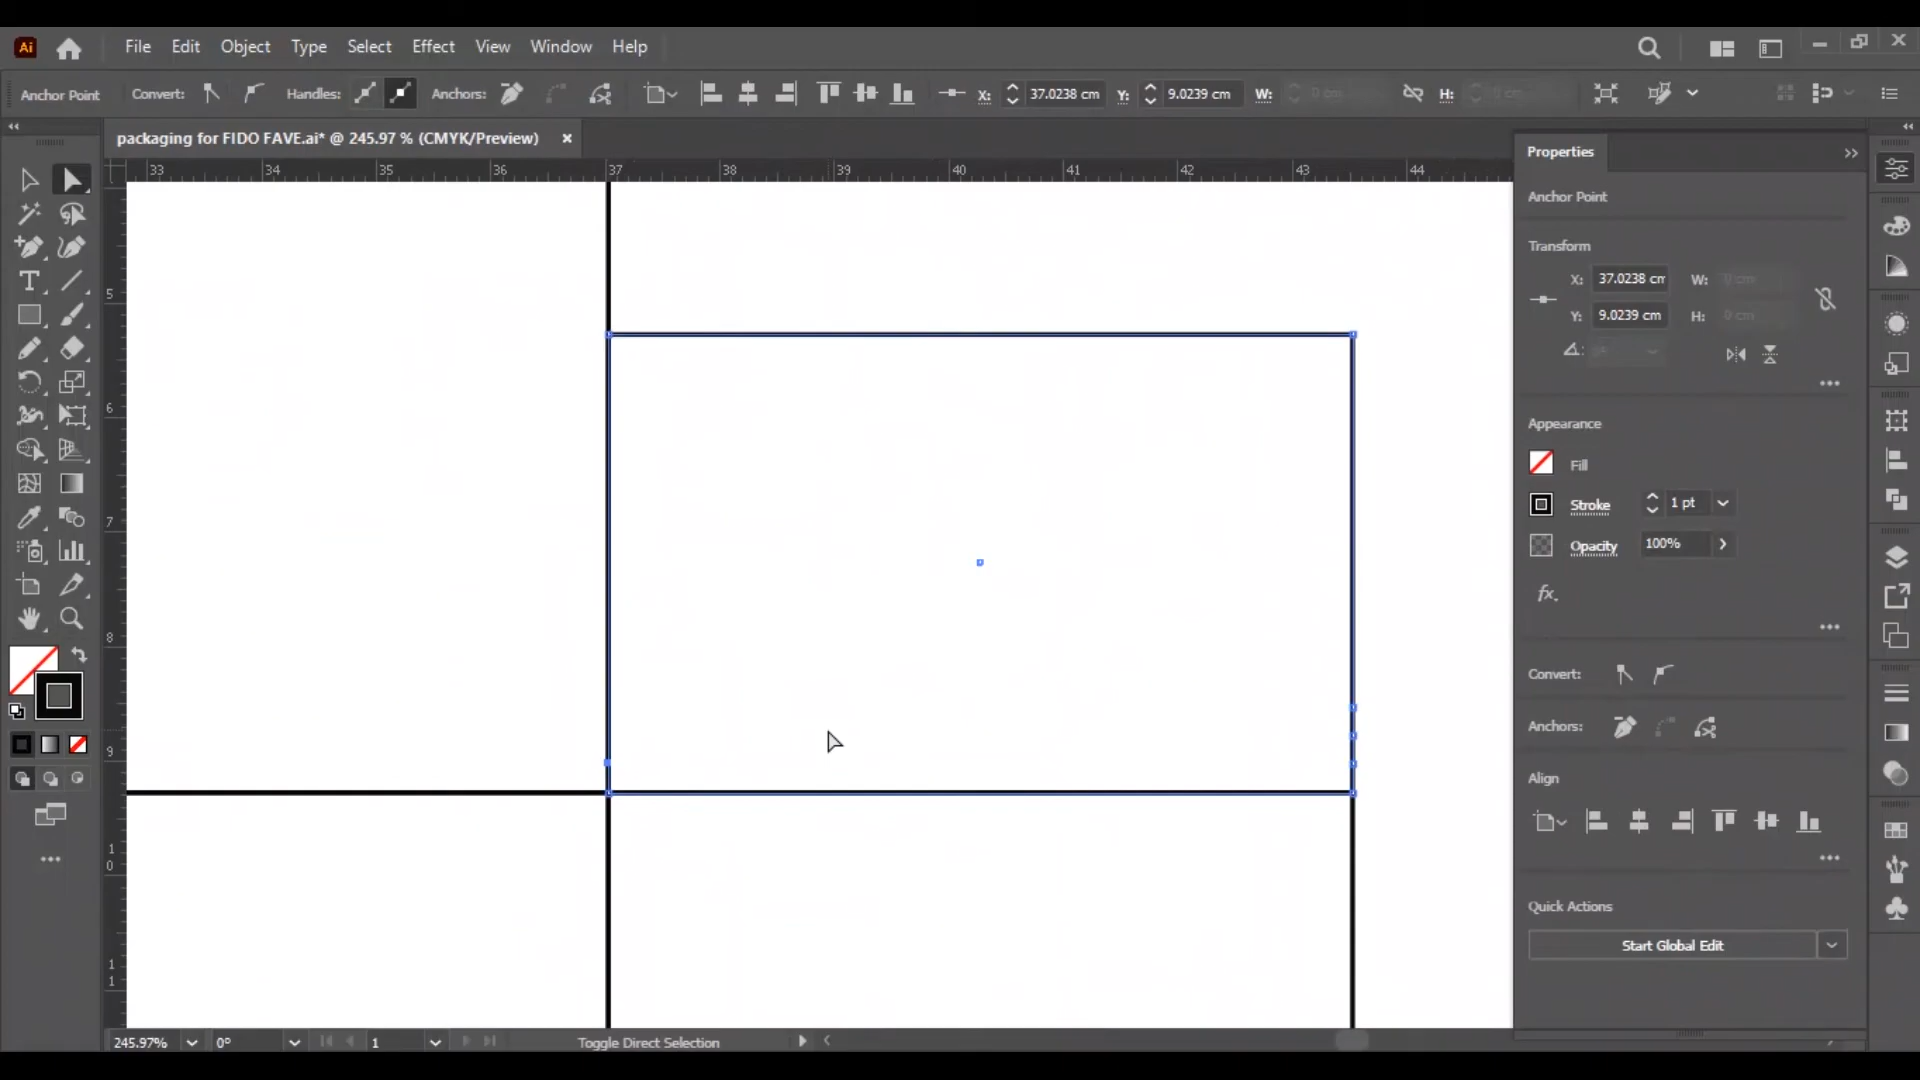 Ai File Edit Object Type Select Effect View Window Help
Anchor Point Convert: Handles: Anchors: X: 37.0238 cm Y: 9.0239 cm W: 0 cm H: 0 cm
packaging for FIDO FAVE.ai* @ 245.97 % (CMYK/Preview) ×
33 34 35 36 37 38 39 40 41 42 43 44
5
6
7
8
9
1
0
1
1
Properties
Anchor Point
Transform
X: 37.0238 cm W: 0 cm
Y: 9.0239 cm H: 0 cm
Appearance
Fill
Stroke 1 pt
Opacity 100%
fx.
Convert:
Anchors:
Align
Quick Actions
Start Global Edit
245.97% 0° 1 Toggle Direct Selection